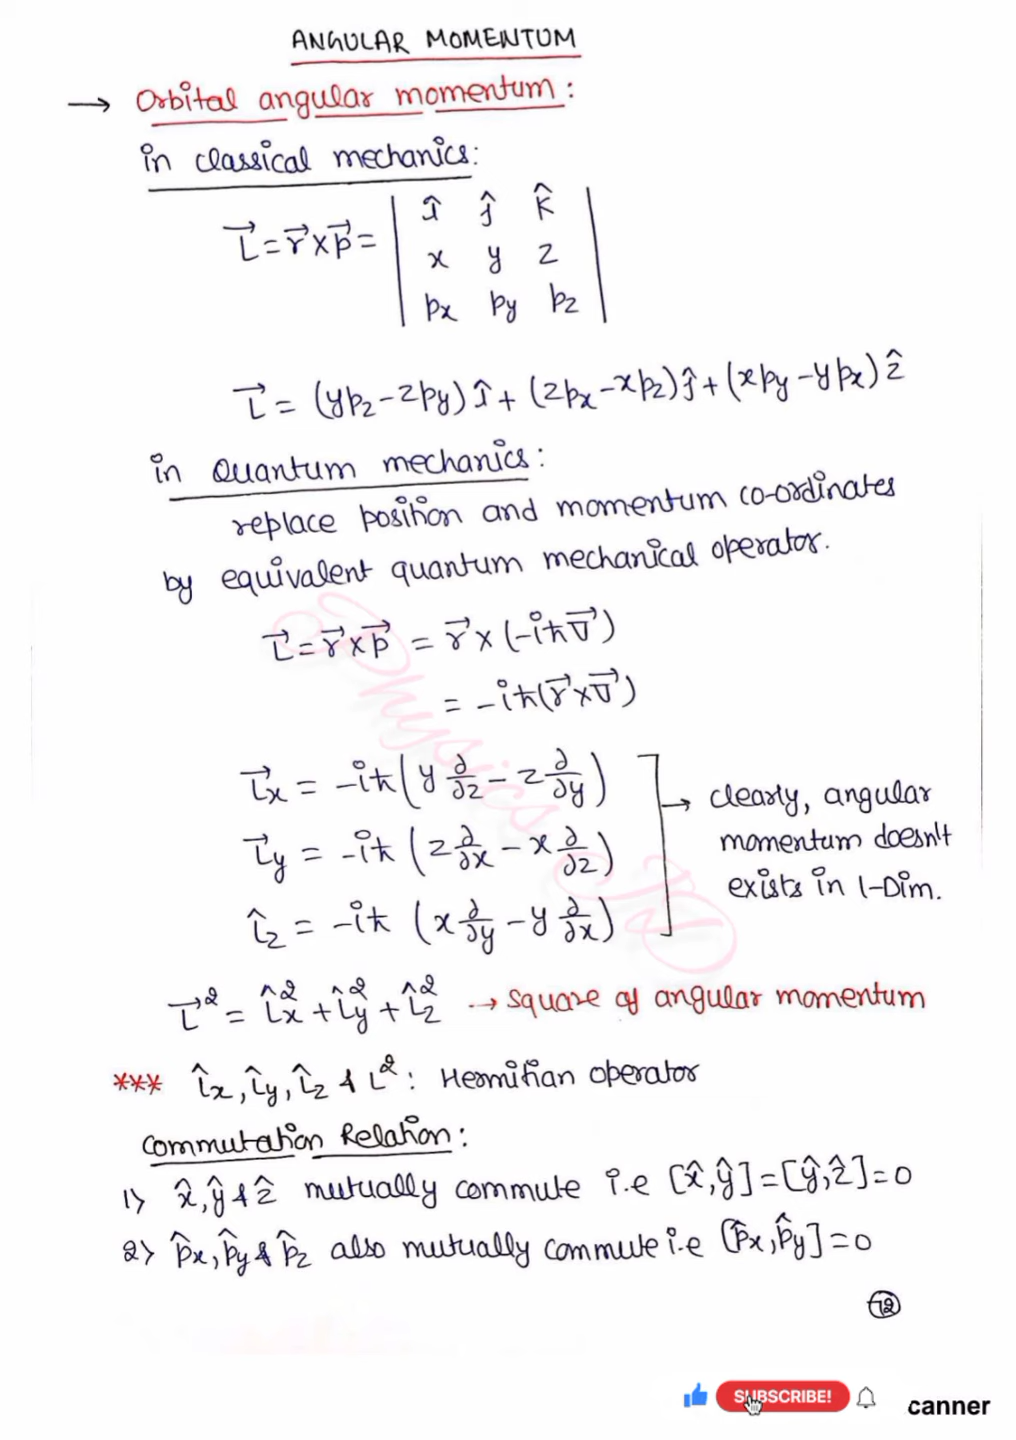 ANGULAR MOMENTUM
→ Orbital angular momentum:
in classical mechanics:
L⃗ = r⃗ × p⃗ = | î ĵ k̂ |
| x y z |
| px py pz |
L⃗ = (ypz - zpy) î + (zpx - xpz) ĵ + (xpy - ypx) ẑ
in Quantum mechanics:
replace position and momentum co-ordinates
by equivalent quantum mechanical operator.
L⃗ = r⃗ × p⃗ = r⃗ × (-iħ∇⃗)
= -iħ(r⃗ × ∇⃗)
L⃗x = -iħ(y ∂/∂z - z ∂/∂y)
L⃗y = -iħ (z ∂/∂x - x ∂/∂z)
L̂z = -iħ (x ∂/∂y - y ∂/∂x)
→ clearly, angular
momentum doesn't
exists in 1-Dim.
L⃗² = L̂x² + L̂y² + L̂z² → square of angular momentum
*** L̂x, L̂y, L̂z & L²: Hermitian operator
Commutation Relation:
1> x̂, ŷ & ẑ mutually commute i.e [x̂, ŷ] = [ŷ, ẑ] = 0
2> p̂x, p̂y & p̂z also mutually commute i.e [p̂x, p̂y] = 0
72
Physics
SUBSCRIBE!
canner